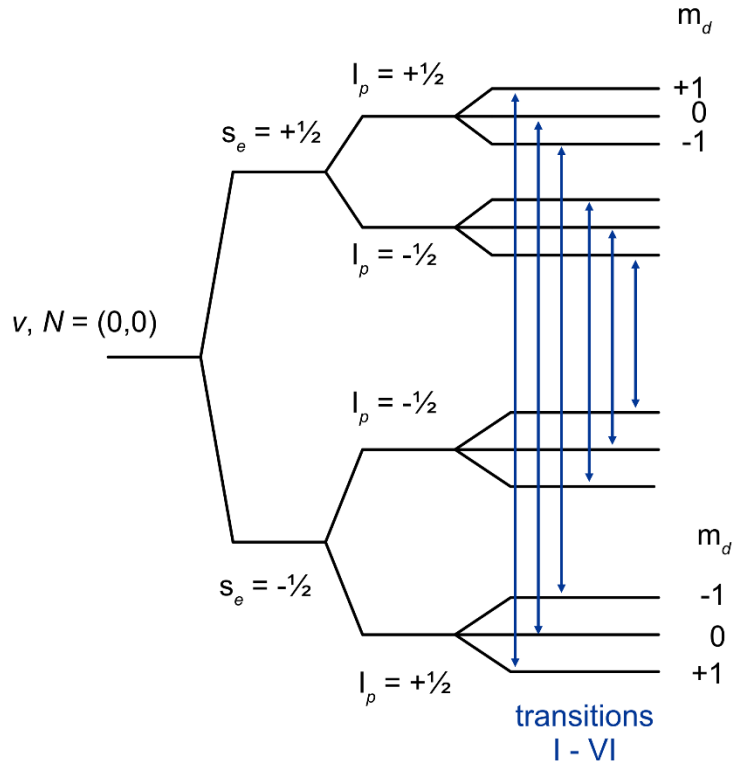 m_d
I_p = +½
+1
0
-1
s_e = +½
I_p = -½
v, N = (0,0)
I_p = -½
m_d
s_e = -½
-1
0
+1
I_p = +½
transitions
I - VI